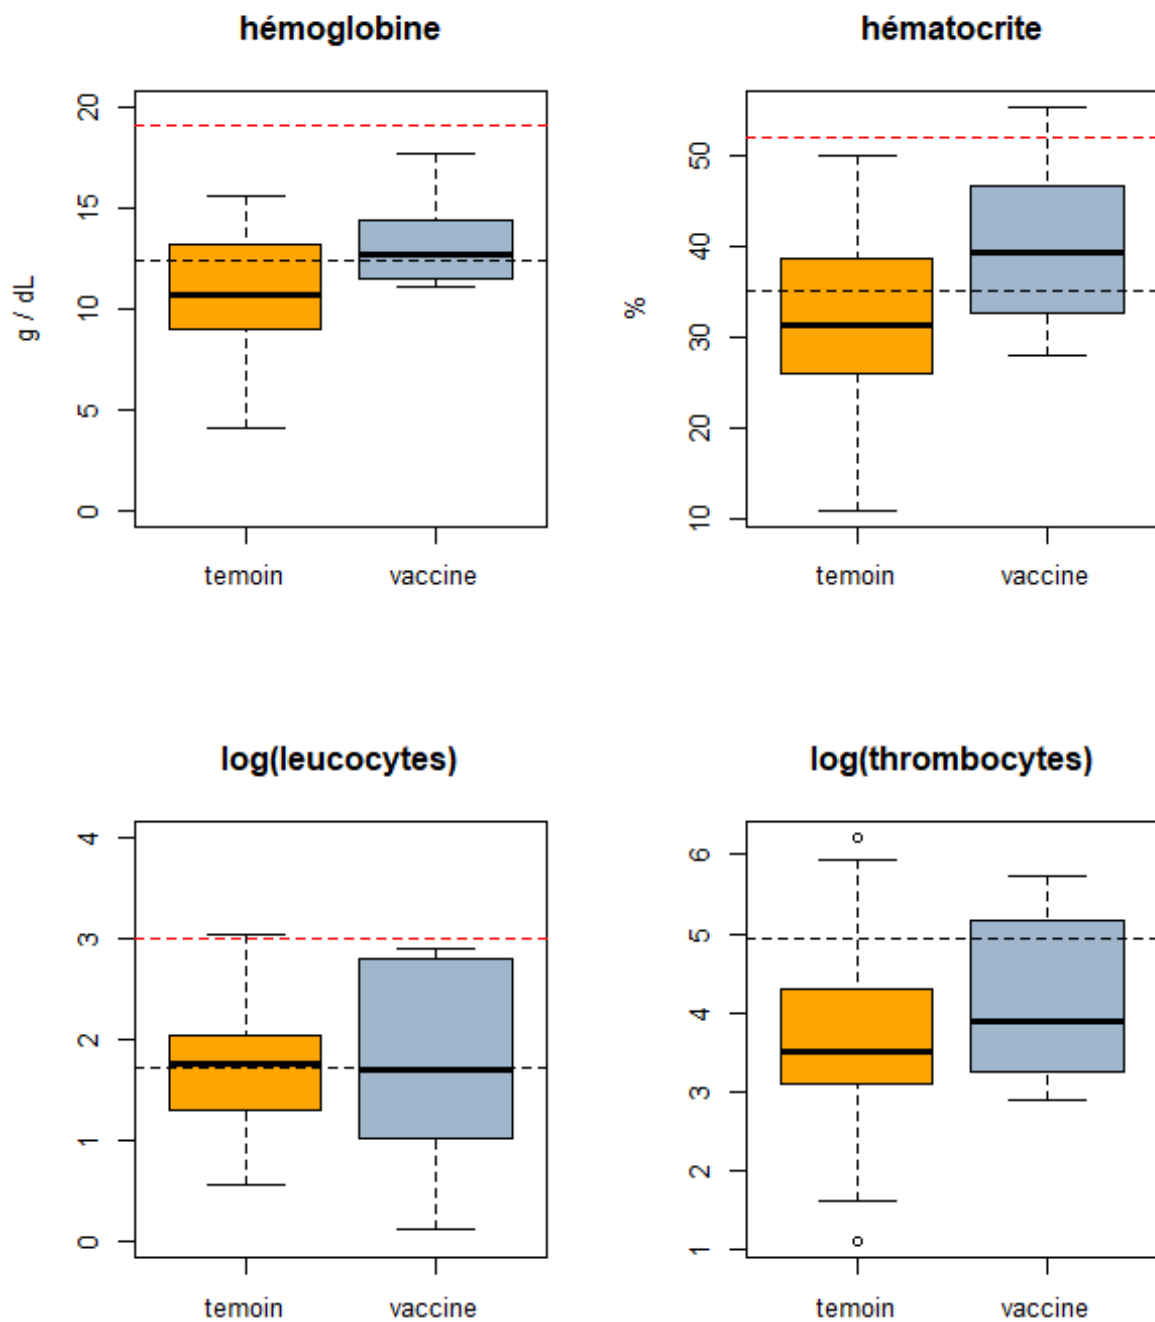 hémoglobine
20
15
10
5
0
g / dL
temoin
vaccine
hématocrite
50
40
30
20
10
%
temoin
vaccine
log(leucocytes)
4
3
2
1
0
temoin
vaccine
log(thrombocytes)
6
5
4
3
2
1
temoin
vaccine